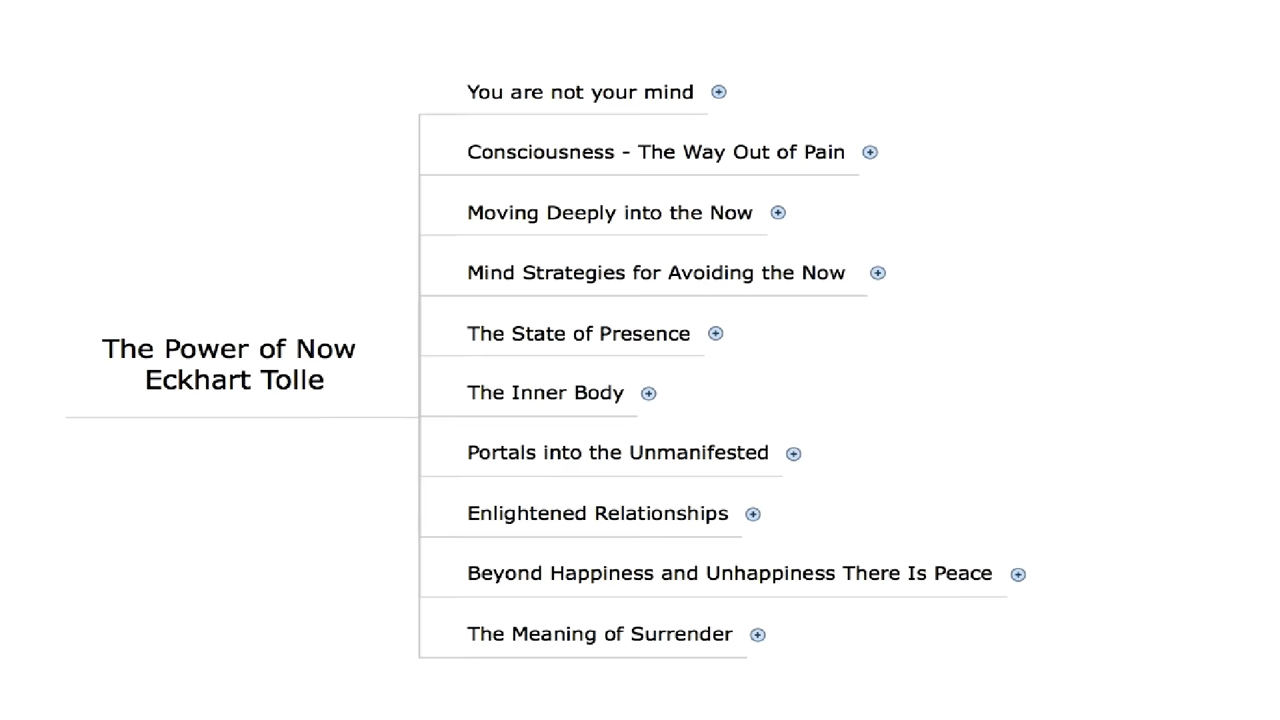 The Power of Now
Eckhart Tolle
You are not your mind
Consciousness - The Way Out of Pain
Moving Deeply into the Now
Mind Strategies for Avoiding the Now
The State of Presence
The Inner Body
Portals into the Unmanifested
Enlightened Relationships
Beyond Happiness and Unhappiness There Is Peace
The Meaning of Surrender